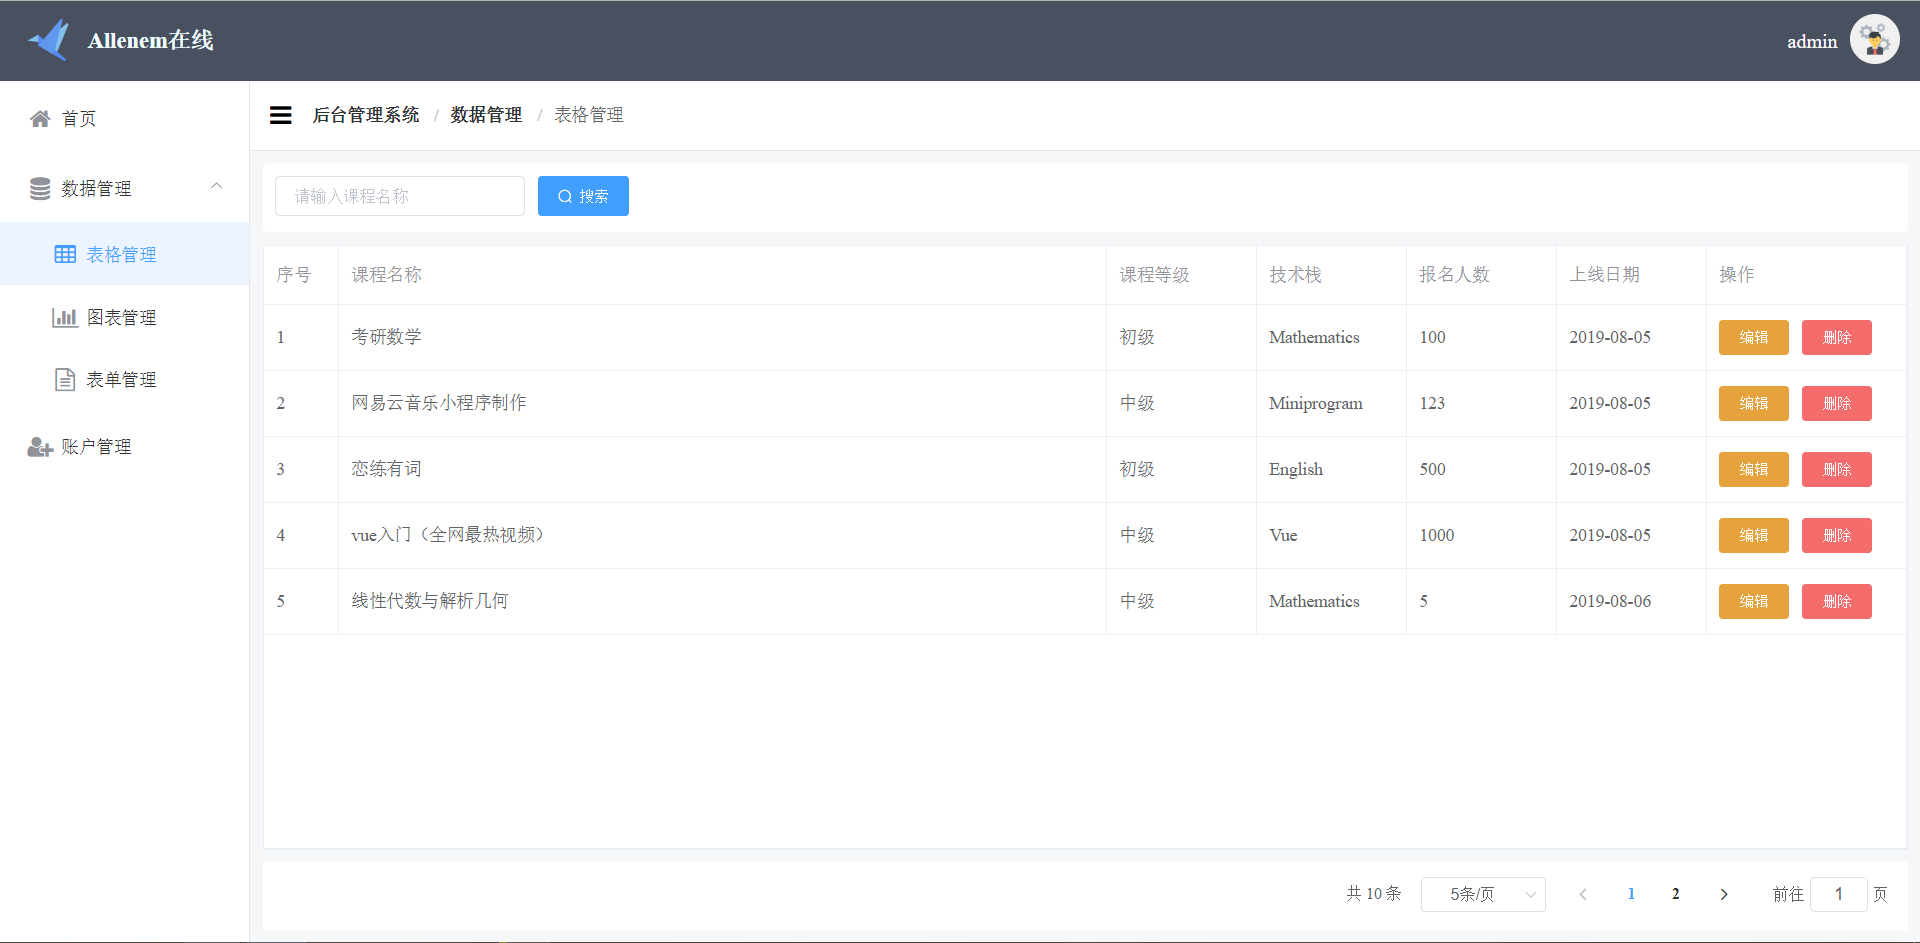 Allenem在线
admin
首页
数据管理
表格管理
图表管理
表单管理
账户管理
后台管理系统 / 数据管理 / 表格管理
请输入课程名称 搜索
序号 课程名称 课程等级 技术栈 报名人数 上线日期 操作
1 考研数学 初级 Mathematics 100 2019-08-05 编辑 删除
2 网易云音乐小程序制作 中级 Miniprogram 123 2019-08-05 编辑 删除
3 恋练有词 初级 English 500 2019-08-05 编辑 删除
4 vue入门（全网最热视频） 中级 Vue 1000 2019-08-05 编辑 删除
5 线性代数与解析几何 中级 Mathematics 5 2019-08-06 编辑 删除
共 10 条 5条/页 1 2 前往 1 页